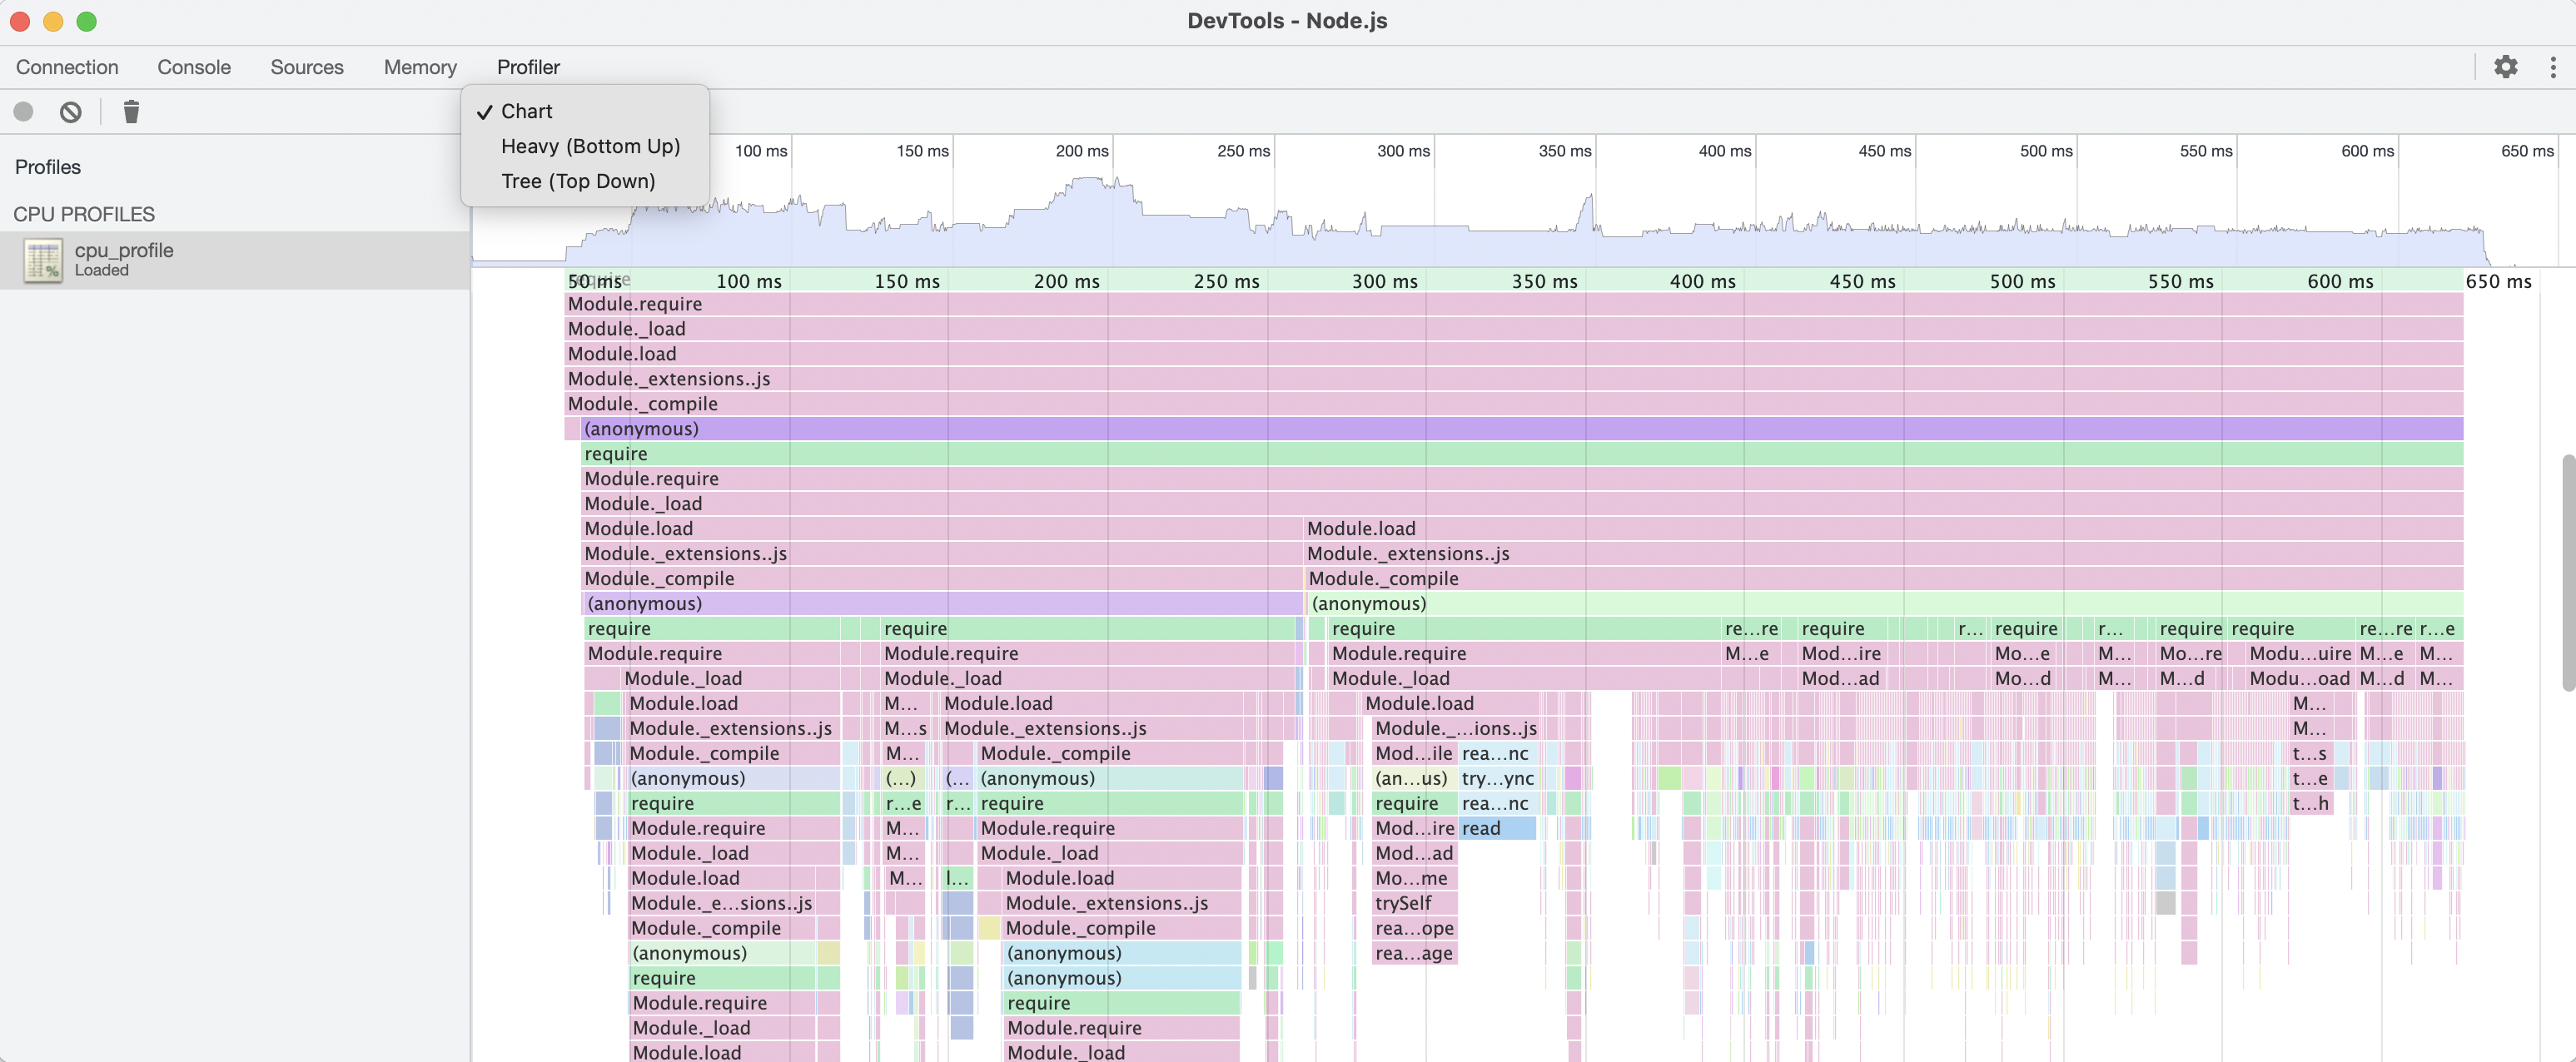 DevTools - Node.js
Connection Console Sources Memory Profiler
Chart
Heavy (Bottom Up)
Tree (Top Down)
Profiles
CPU PROFILES
cpu_profile
Loaded
100 ms 150 ms 200 ms 250 ms 300 ms 350 ms 400 ms 450 ms 500 ms 550 ms 600 ms 650 ms
50 ms 100 ms 150 ms 200 ms 250 ms 300 ms 350 ms 400 ms 450 ms 500 ms 550 ms 600 ms 650 ms
Module.require
Module._load
Module.load
Module._extensions..js
Module._compile
(anonymous)
require
Module.require
Module._load
Module.load Module.load
Module._extensions..js Module._extensions..js
Module._compile Module._compile
(anonymous) (anonymous)
require require require re…re require r… require r… require require re…re r…e
Module.require Module.require Module.require M…e Mod…ire Mo…e M… Mo…re Modu…uire M…e M…
Module._load Module._load Module._load Mod…ad Mo…d M… M…d Modu…oad M…d M…
Module.load M… Module.load Module.load M…
Module._extensions..js M…s Module._extensions..js Module._…ions..js M…
Module._compile M… Module._compile Mod…ile rea…nc t…s
(anonymous) (…) (… (anonymous) (an…us) try…ync t…e
require r…e r… require require rea…nc t…h
Module.require M… Module.require Mod…ire read
Module._load M… Module._load Mod…ad
Module.load M… l… Module.load Mo…me
Module._e…sions..js Module._extensions..js trySelf
Module._compile Module._compile rea…ope
(anonymous) (anonymous) rea…age
require (anonymous)
Module.require require
Module._load Module.require
Module.load Module._load